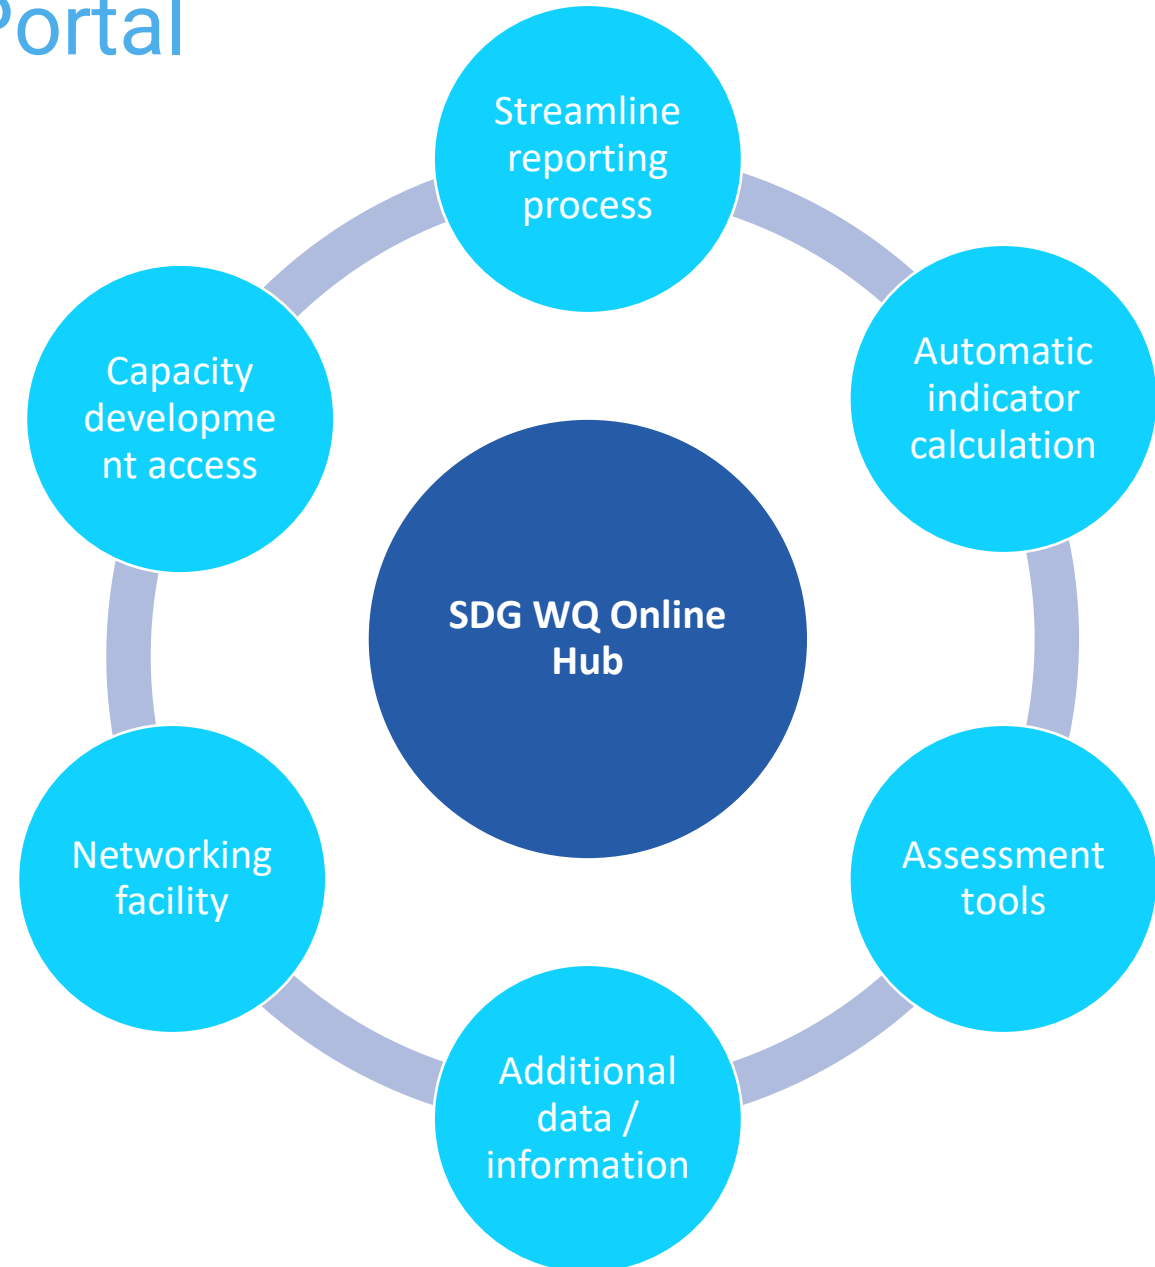 Portal
Streamline
reporting
process
Automatic
indicator
calculation
Capacity
developme
nt access
SDG WQ Online
Hub
Assessment
tools
Networking
facility
Additional
data /
information